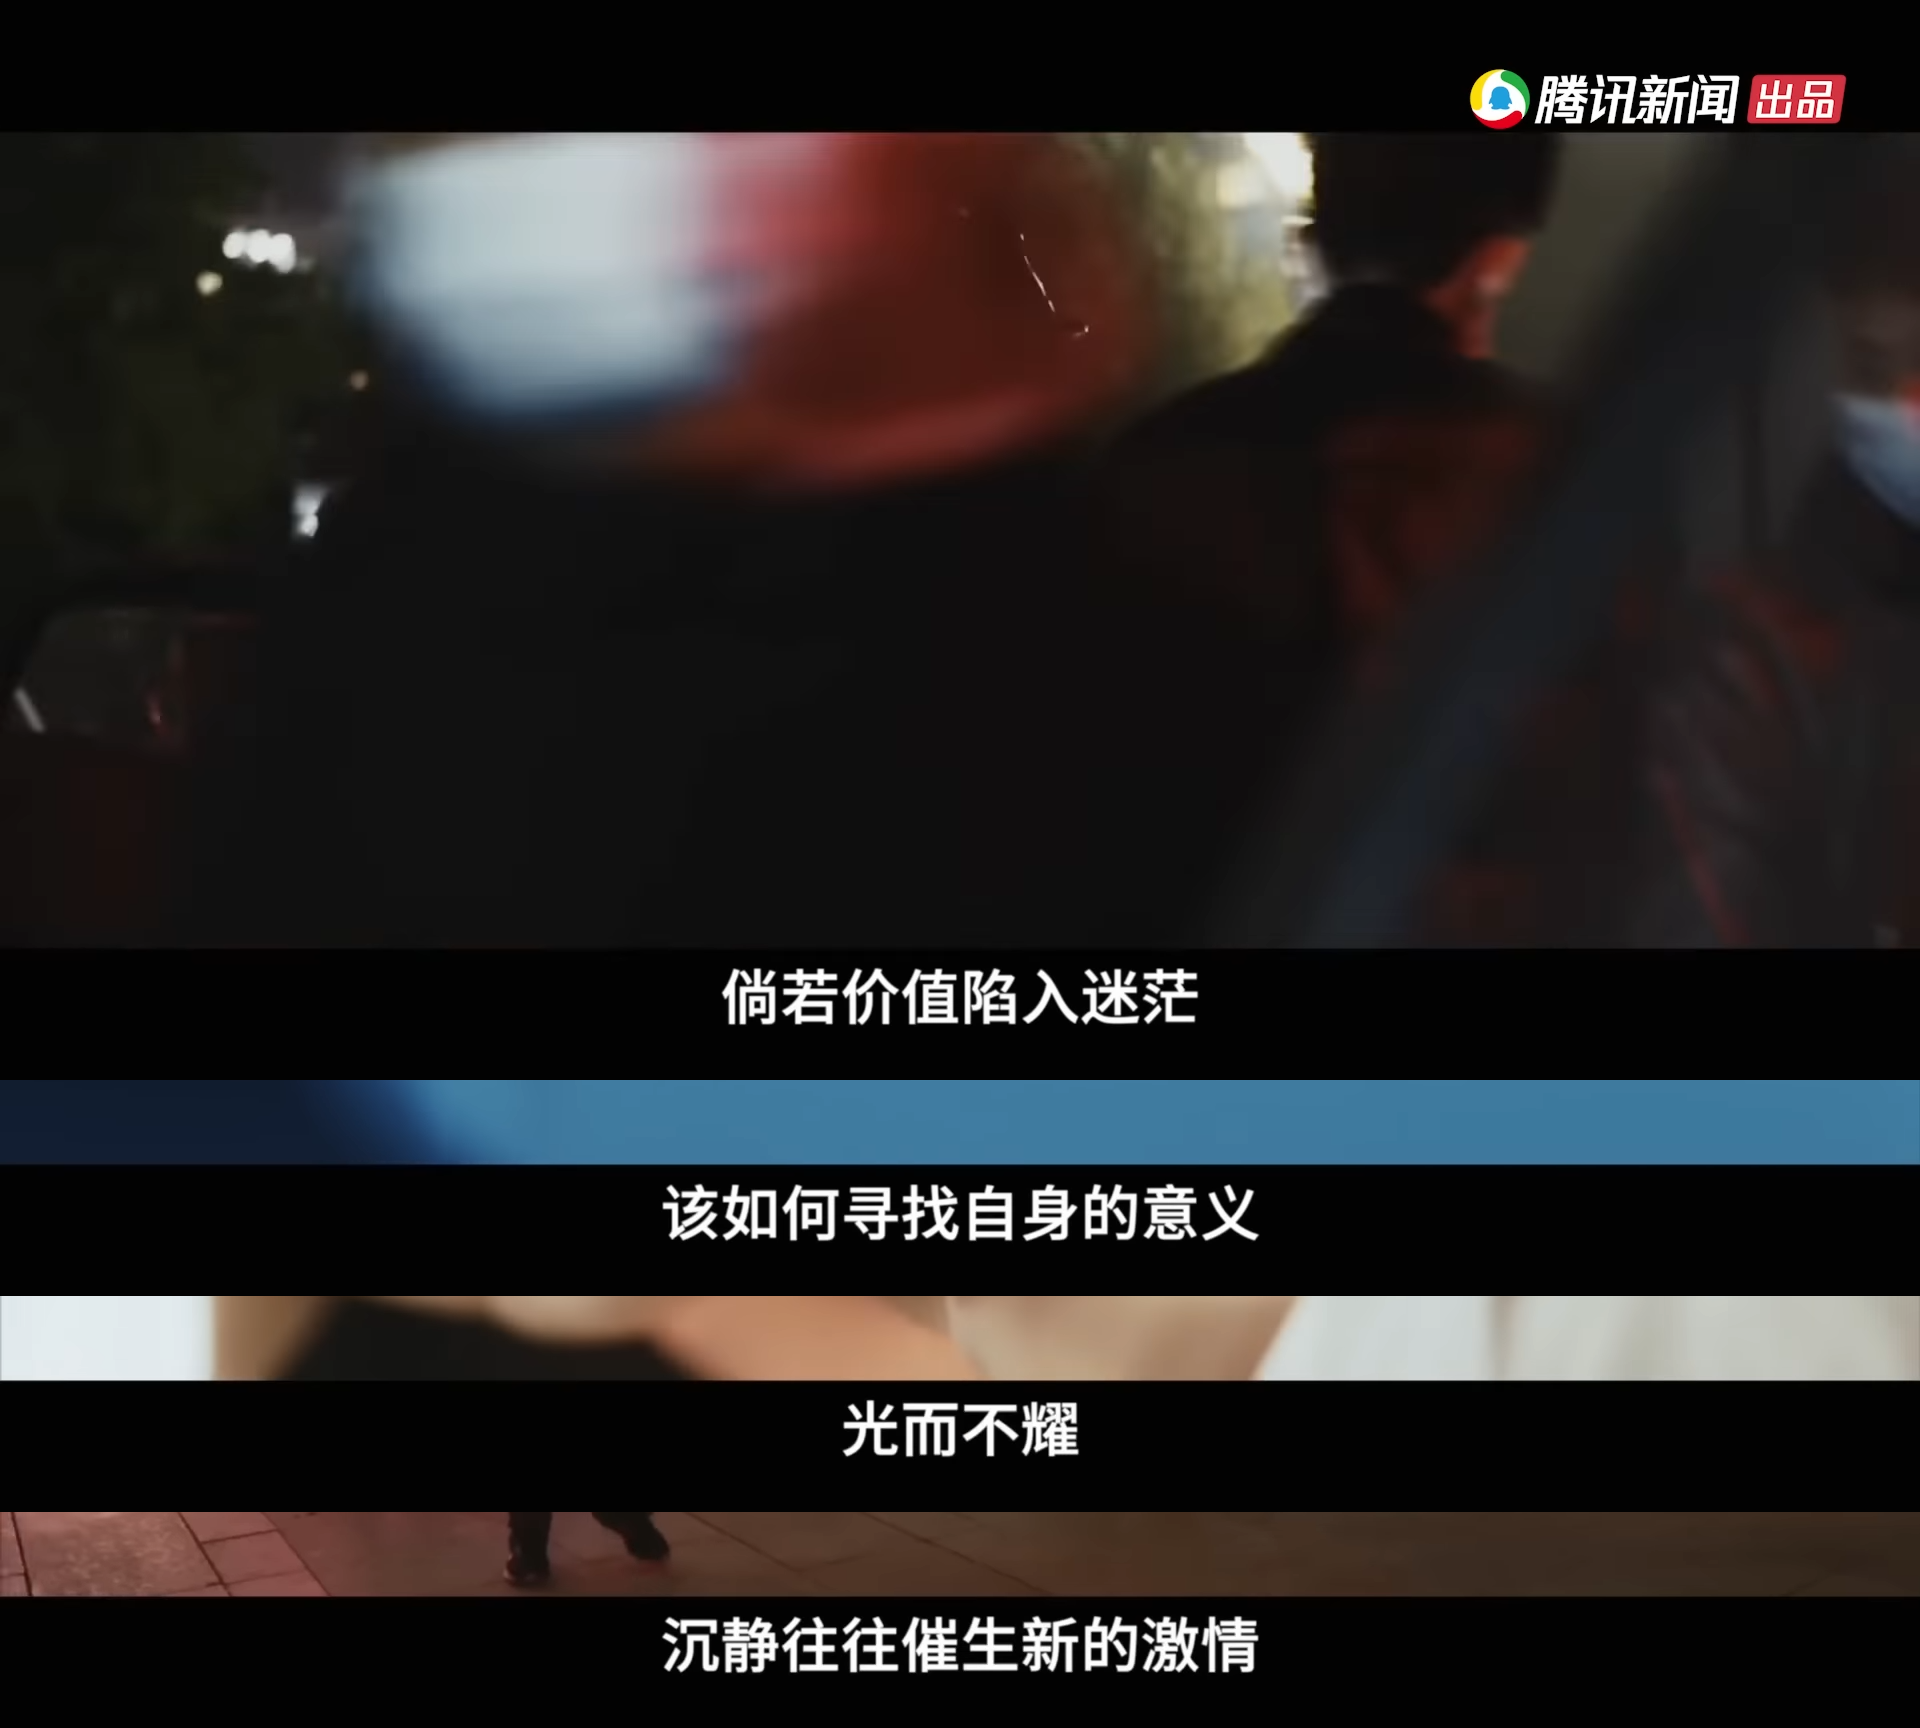 腾讯新闻 出品
倘若价值陷入迷茫
该如何寻找自身的意义
光而不耀
沉静往往催生新的激情